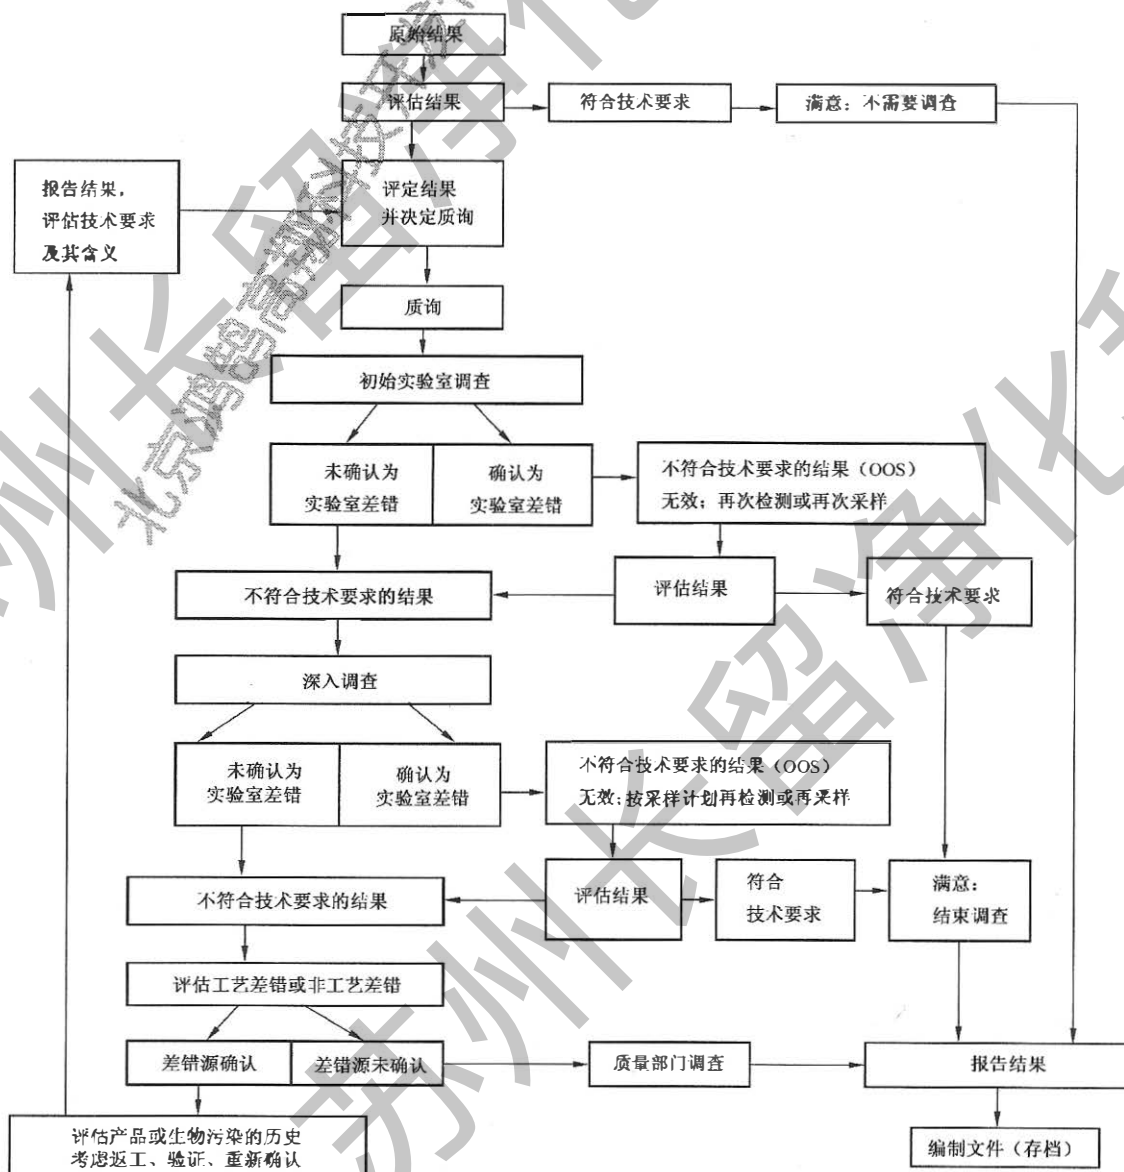 原始结果
评估结果
符合技术要求
满意：不需要调查
报告结果，
评估技术要求
及其含义
评定结果
并决定质询
质询
初始实验室调查
未确认为
实验室差错
确认为
实验室差错
不符合技术要求的结果（OOS）
无效；再次检测或再次采样
不符合技术要求的结果
评估结果
符合技术要求
深入调查
未确认为
实验室差错
确认为
实验室差错
不符合技术要求的结果（OOS）
无效；按采样计划再检测或再采样
不符合技术要求的结果
评估结果
符合
技术要求
满意：
结束调查
评估工艺差错或非工艺差错
差错源确认
差错源未确认
质量部门调查
报告结果
评估产品或生物污染的历史
考虑返工、验证、重新确认
编制文件（存档）
苏州长留净化